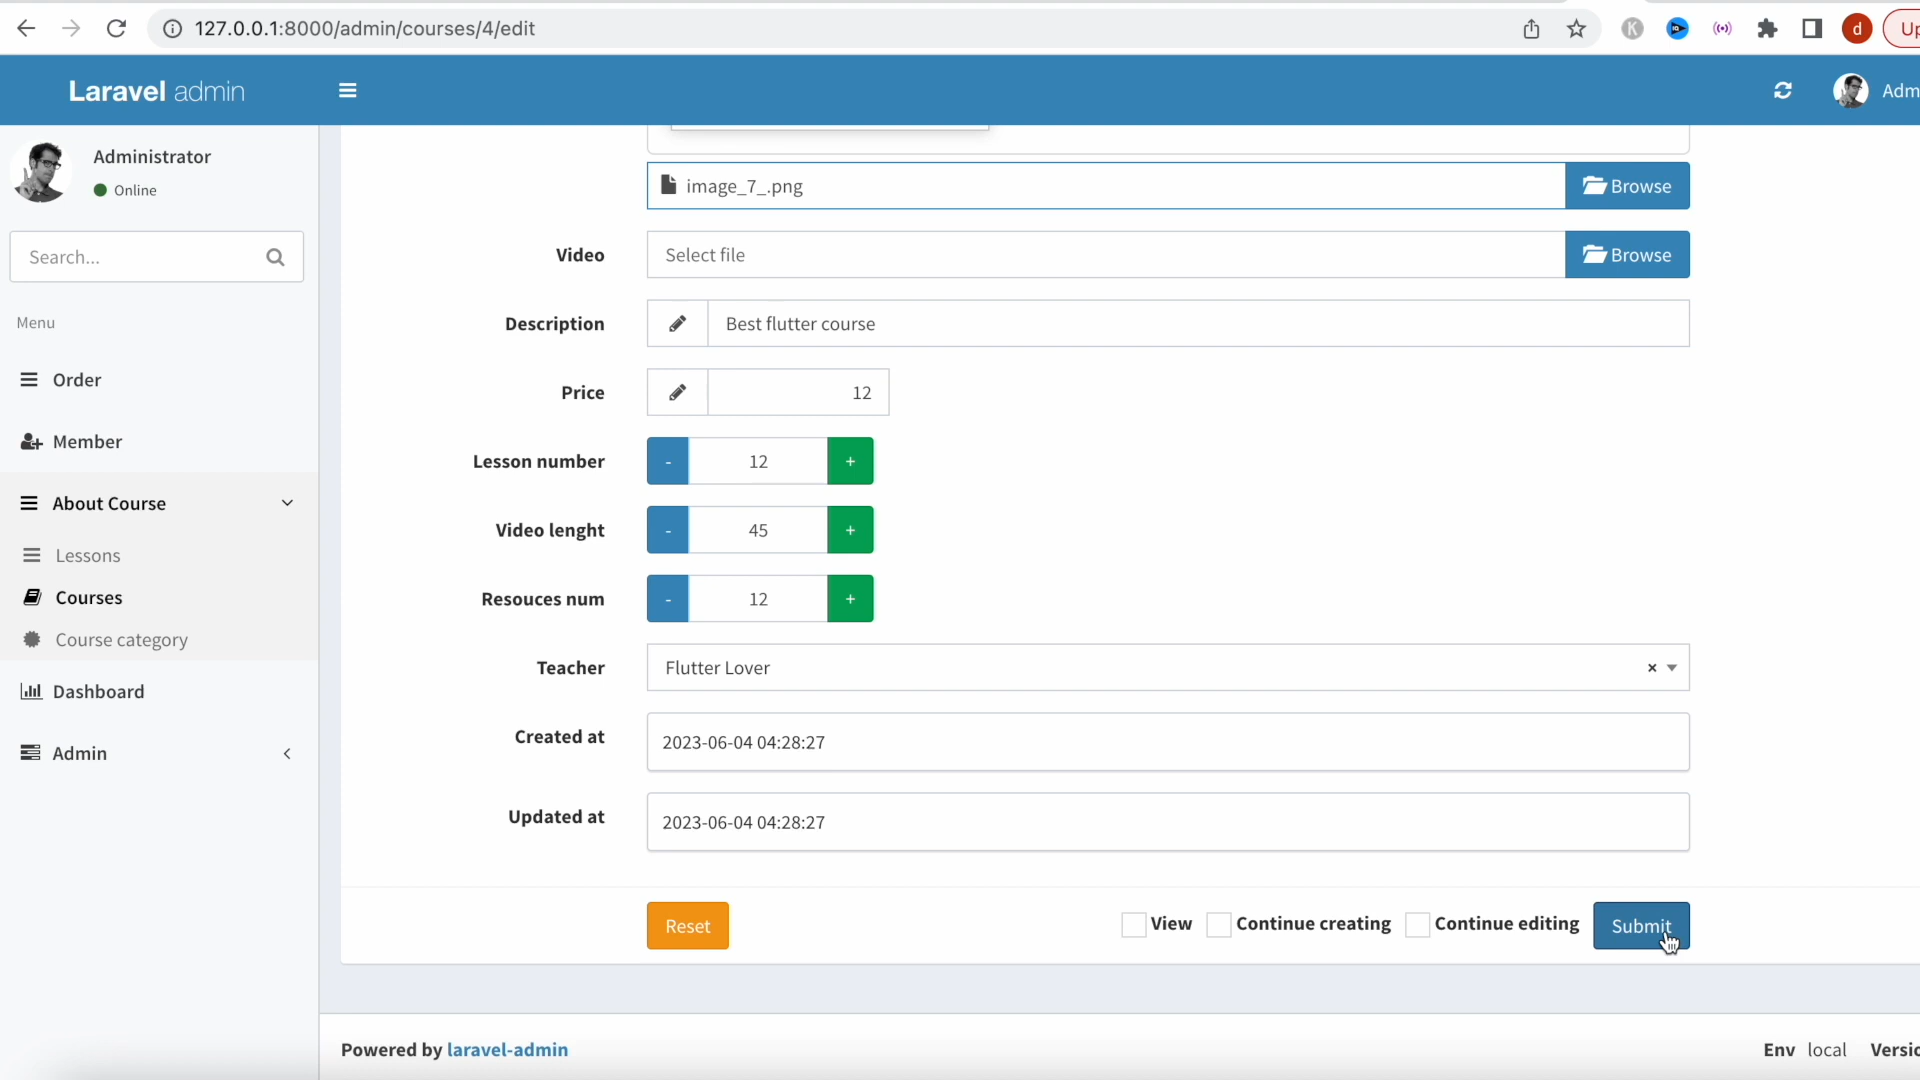 127.0.0.1:8000/admin/courses/4/edit
K
d
Laravel admin
Administrator
Online
Search...
Menu
Order
Member
About Course
Lessons
Courses
Course category
Dashboard
Admin
image_7_.png
Browse
Video
Select file
Browse
Description
Best flutter course
Price
12
Lesson number
- 12 +
Video lenght
- 45 +
Resouces num
- 12 +
Teacher
Flutter Lover
×
Created at
2023-06-04 04:28:27
Updated at
2023-06-04 04:28:27
Reset
View
Continue creating
Continue editing
Submit
Powered by laravel-admin
Env local